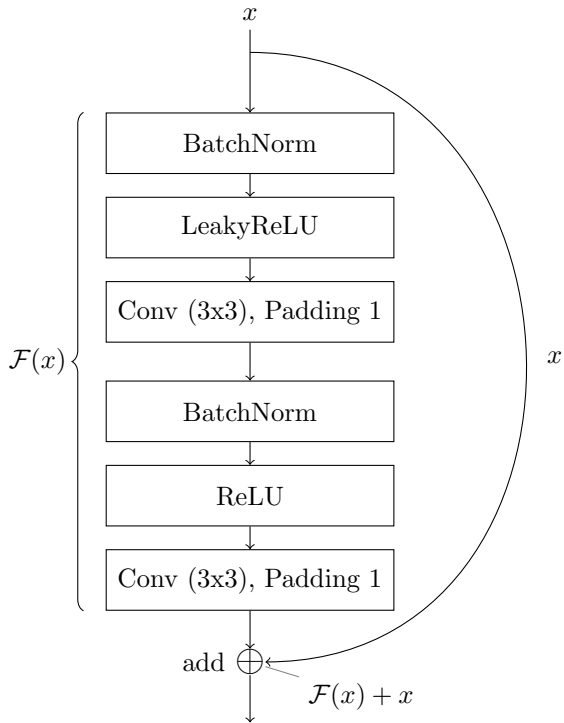 x
BatchNorm
LeakyReLU
Conv (3x3), Padding 1
ℱ(x)
x
BatchNorm
ReLU
Conv (3x3), Padding 1
add
ℱ(x) + x